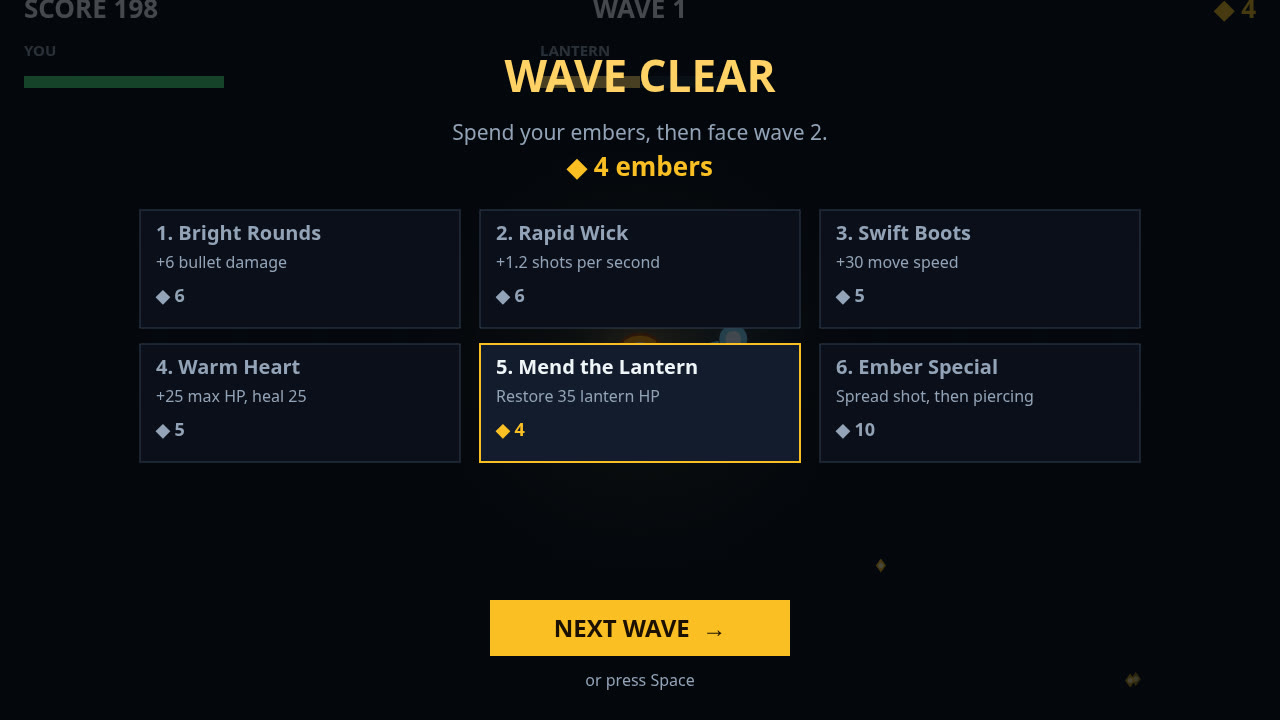 SCORE 198
WAVE 1
◆ 4
YOU
LANTERN
WAVE CLEAR
Spend your embers, then face wave 2.
◆ 4 embers
1. Bright Rounds
+6 bullet damage
◆ 6
2. Rapid Wick
+1.2 shots per second
◆ 6
3. Swift Boots
+30 move speed
◆ 5
4. Warm Heart
+25 max HP, heal 25
◆ 5
5. Mend the Lantern
Restore 35 lantern HP
◆ 4
6. Ember Special
Spread shot, then piercing
◆ 10
NEXT WAVE →
or press Space